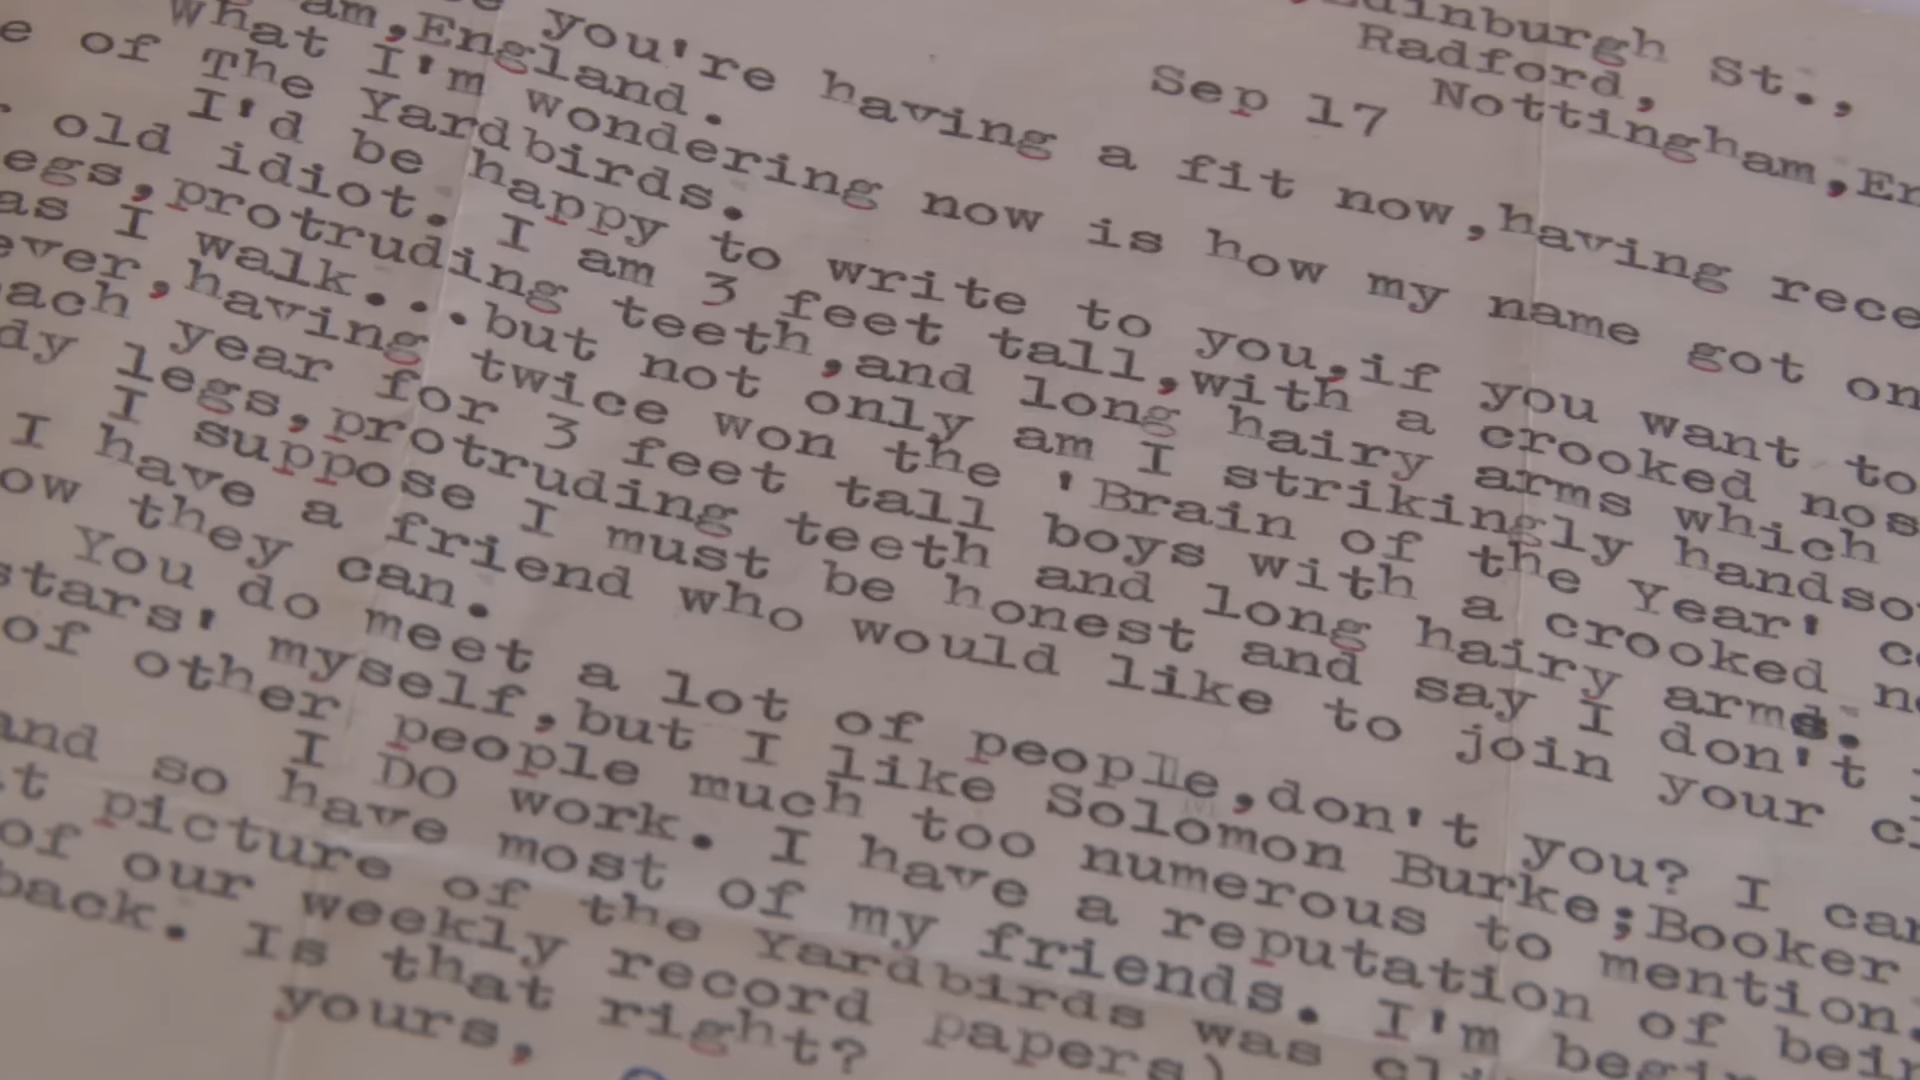 Edinburgh St.,
Radford,
Nottingham,En
Sep 17
you're having a fit now,having rece
am,England.
What I'm wondering now is how my name got on
e of The Yardbirds.
I'd be happy to write to you,if you want to
old idiot. I am 3 feet tall,with a crooked nos
egs,protruding teeth,and long hairy arms which
as I walk...but not only am I strikingly handso
ever,having twice won the 'Brain of the Year' c
ach year for 3 feet tall boys with a crooked n
dy legs,protruding teeth and long hairy arms.
I suppose I must be honest and say I don't
I have a friend who would like to join your cl
ow they can.
You do meet a lot of people,don't you? I can
stars' myself,but I like Solomon Burke;Booker
of other people much too numerous to mention.
I DO work. I have a reputation of bein
and so have most of my friends. I'm begin
t picture of the Yardbirds was cli
of our weekly record papers)
back. Is that right?
yours,